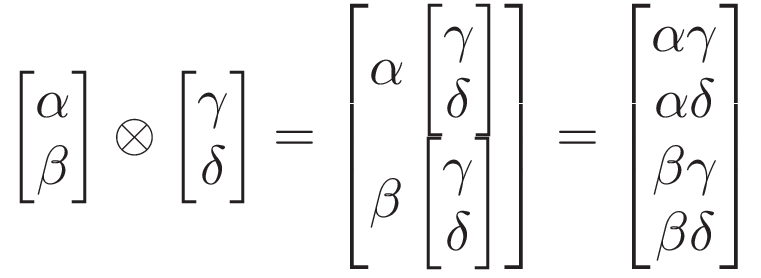 [α β] ⊗ [γ δ] = [α [γ δ] β [γ δ]] = [αγ αδ βγ βδ]